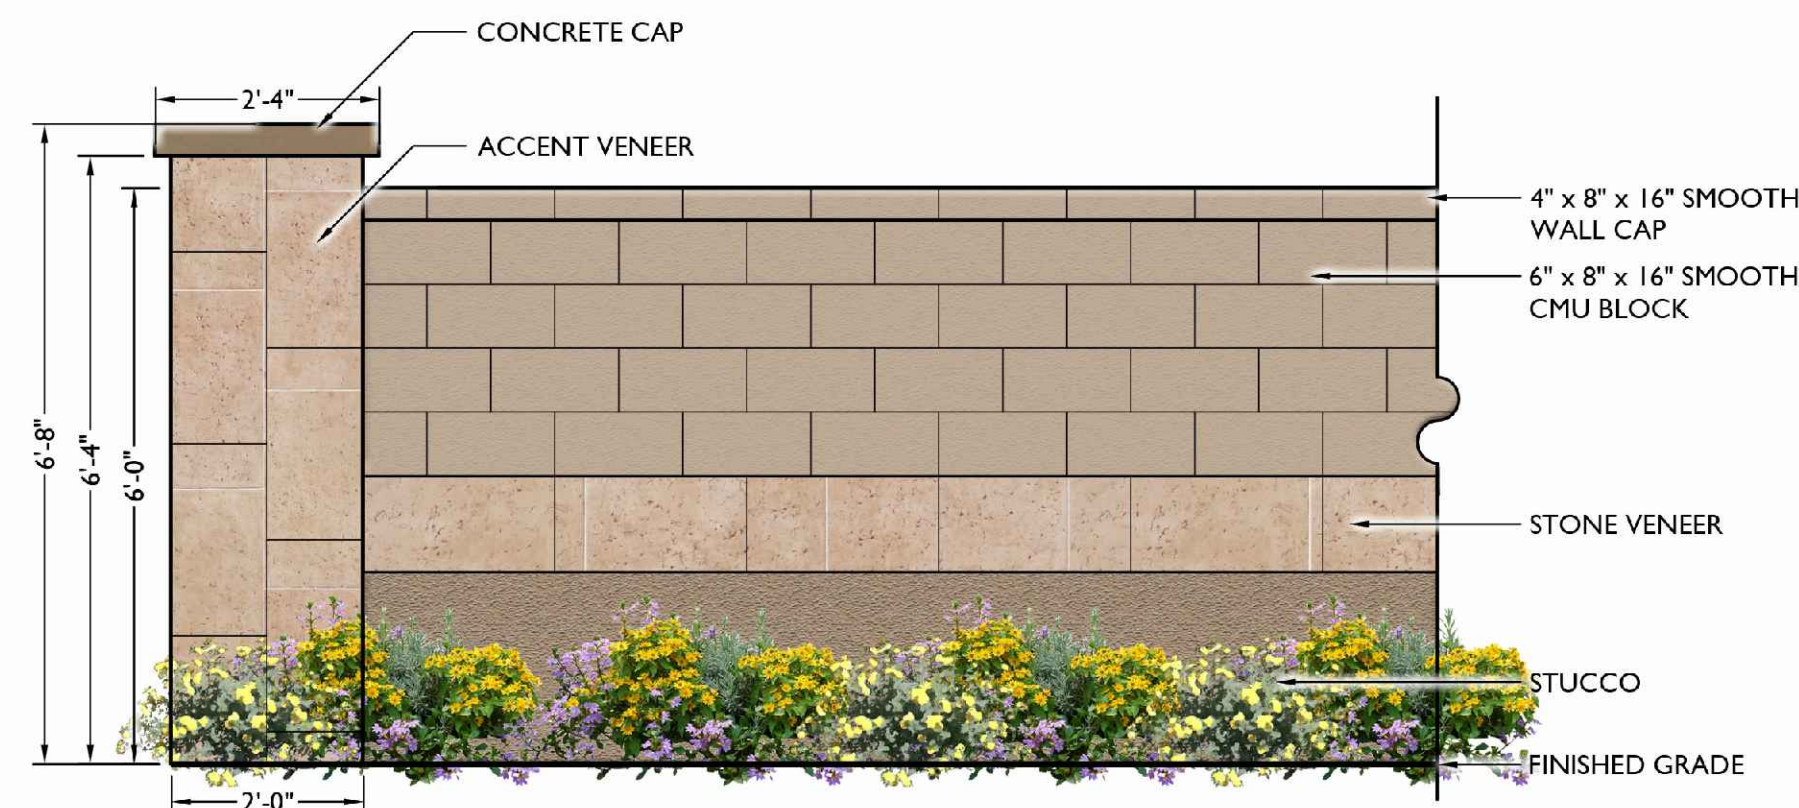 CONCRETE CAP
2'-4"
ACCENT VENEER
4" x 8" x 16" SMOOTH
WALL CAP
6" x 8" x 16" SMOOTH
CMU BLOCK
6'-8"
6'-4"
6'-0"
STONE VENEER
STUCCO
FINISHED GRADE
2'-0"